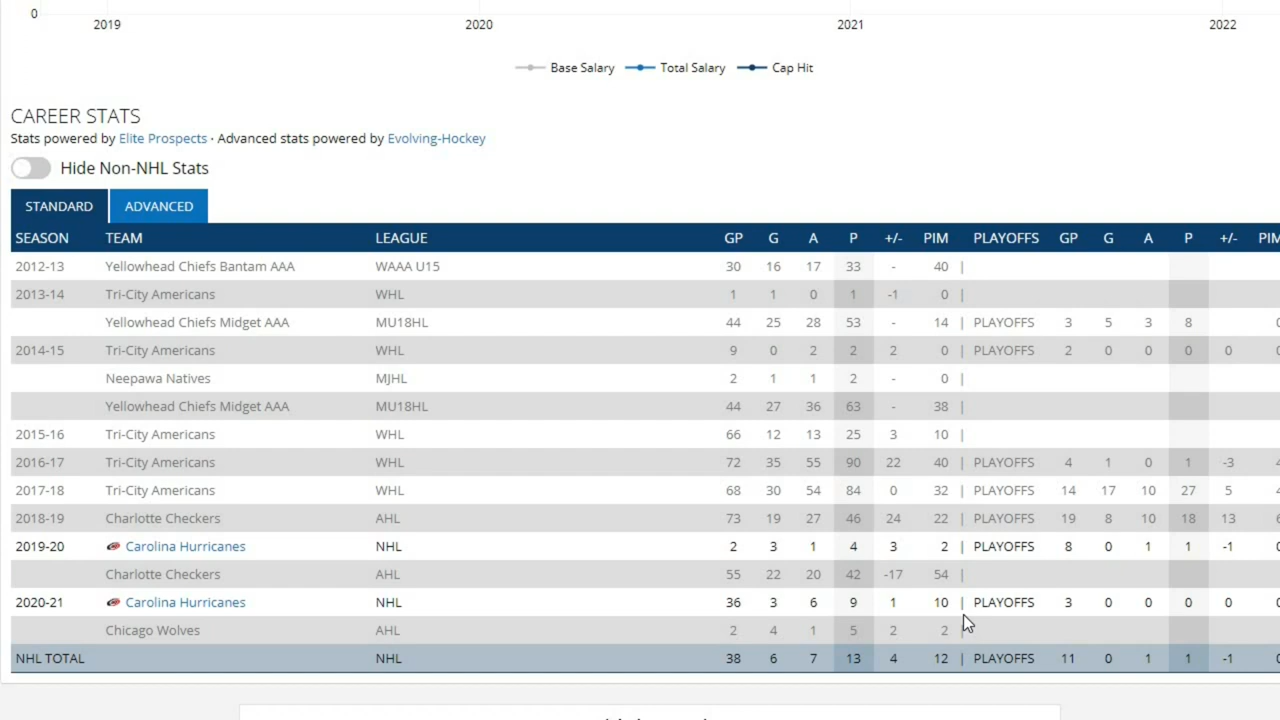 0
2019 2020 2021 2022
Base Salary Total Salary Cap Hit
CAREER STATS
Stats powered by Elite Prospects · Advanced stats powered by Evolving-Hockey
Hide Non-NHL Stats
STANDARD ADVANCED
SEASON TEAM LEAGUE GP G A P +/- PIM PLAYOFFS GP G A P +/- PIM
2012-13 Yellowhead Chiefs Bantam AAA WAAA U15 30 16 17 33 - 40 |
2013-14 Tri-City Americans WHL 1 1 0 1 -1 0 |
Yellowhead Chiefs Midget AAA MU18HL 44 25 28 53 - 14 | PLAYOFFS 3 5 3 8
2014-15 Tri-City Americans WHL 9 0 2 2 2 0 | PLAYOFFS 2 0 0 0 0
Neepawa Natives MJHL 2 1 1 2 - 0 |
Yellowhead Chiefs Midget AAA MU18HL 44 27 36 63 - 38 |
2015-16 Tri-City Americans WHL 66 12 13 25 3 10 |
2016-17 Tri-City Americans WHL 72 35 55 90 22 40 | PLAYOFFS 4 1 0 1 -3
2017-18 Tri-City Americans WHL 68 30 54 84 0 32 | PLAYOFFS 14 17 10 27 5
2018-19 Charlotte Checkers AHL 73 19 27 46 24 22 | PLAYOFFS 19 8 10 18 13
2019-20 Carolina Hurricanes NHL 2 3 1 4 3 2 | PLAYOFFS 8 0 1 1 -1
Charlotte Checkers AHL 55 22 20 42 -17 54 |
2020-21 Carolina Hurricanes NHL 36 3 6 9 1 10 | PLAYOFFS 3 0 0 0 0
Chicago Wolves AHL 2 4 1 5 2 2 |
NHL TOTAL NHL 38 6 7 13 4 12 | PLAYOFFS 11 0 1 1 -1